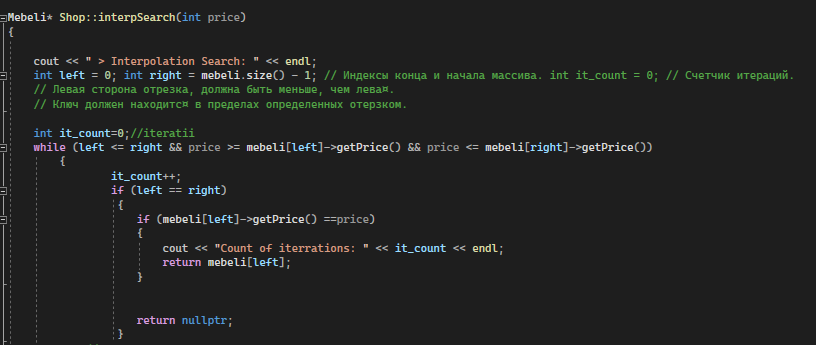 Mebeli* Shop::interpSearch(int price)
{
cout << " > Interpolation Search: " << endl;
int left = 0; int right = mebeli.size() - 1; // Индексы конца и начала массива. int it_count = 0; // Счетчик итераций.
// Левая сторона отрезка, должна быть меньше, чем лева¤.
// Ключ должен находитс¤ в пределах определенных отерзком.
int it_count=0;//iteratii
while (left <= right && price >= mebeli[left]->getPrice() && price <= mebeli[right]->getPrice())
{
it_count++;
if (left == right)
{
if (mebeli[left]->getPrice() ==price)
{
cout << "Count of iterrations: " << it_count << endl;
return mebeli[left];
}
return nullptr;
}